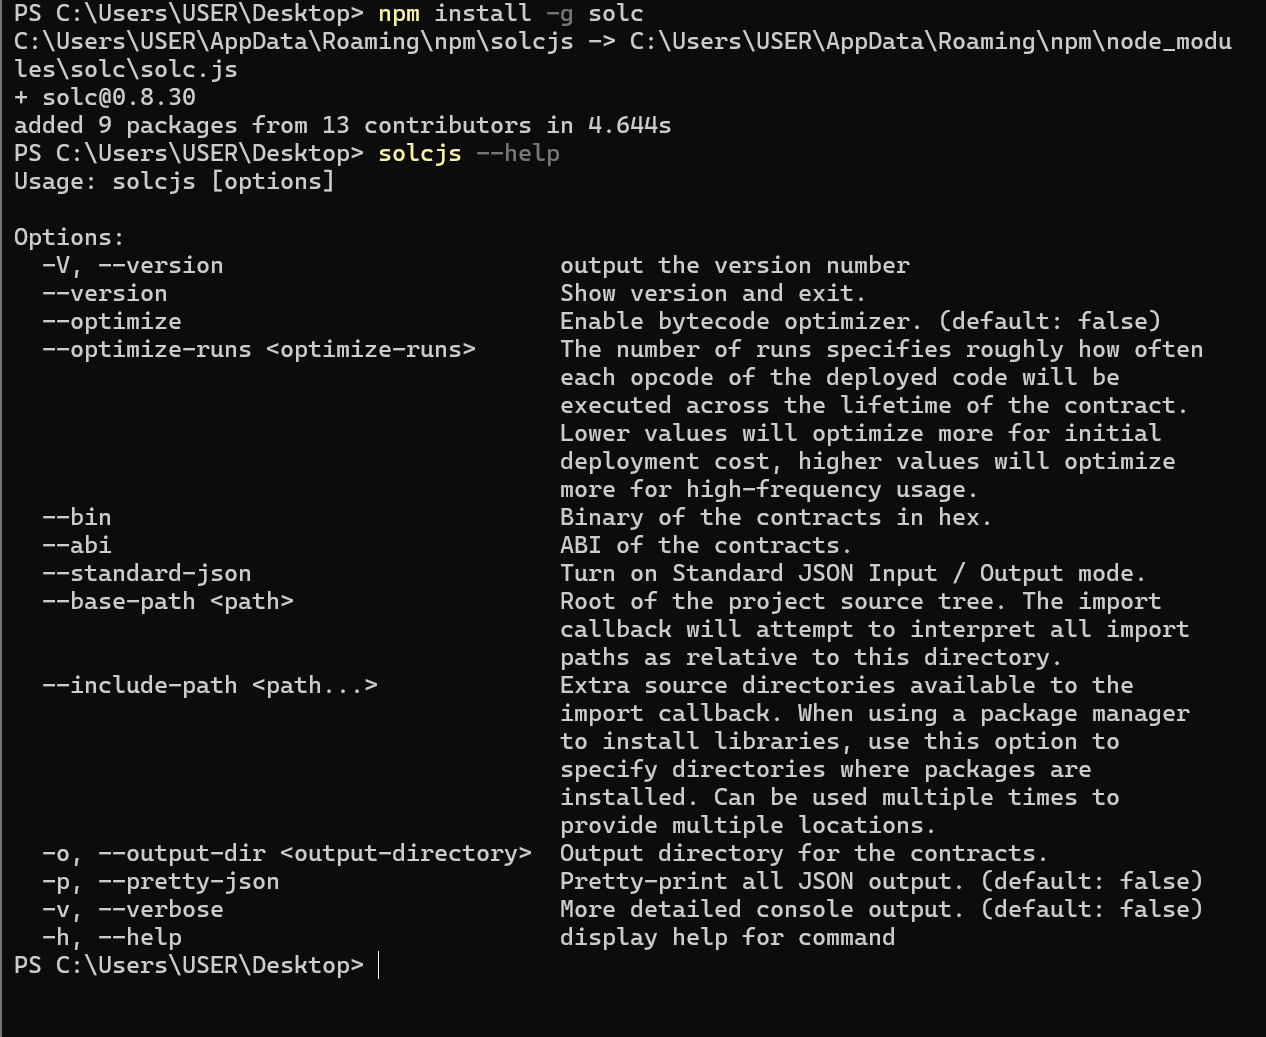 PS C:\Users\USER\Desktop> npm install -g solc
C:\Users\USER\AppData\Roaming\npm\solcjs -> C:\Users\USER\AppData\Roaming\npm\node_modu
les\solc\solc.js
+ solc@0.8.30
added 9 packages from 13 contributors in 4.644s
PS C:\Users\USER\Desktop> solcjs --help
Usage: solcjs [options]

Options:
  -V, --version                        output the version number
  --version                            Show version and exit.
  --optimize                           Enable bytecode optimizer. (default: false)
  --optimize-runs <optimize-runs>      The number of runs specifies roughly how often
                                       each opcode of the deployed code will be
                                       executed across the lifetime of the contract.
                                       Lower values will optimize more for initial
                                       deployment cost, higher values will optimize
                                       more for high-frequency usage.
  --bin                                Binary of the contracts in hex.
  --abi                                ABI of the contracts.
  --standard-json                      Turn on Standard JSON Input / Output mode.
  --base-path <path>                   Root of the project source tree. The import
                                       callback will attempt to interpret all import
                                       paths as relative to this directory.
  --include-path <path...>             Extra source directories available to the
                                       import callback. When using a package manager
                                       to install libraries, use this option to
                                       specify directories where packages are
                                       installed. Can be used multiple times to
                                       provide multiple locations.
  -o, --output-dir <output-directory>  Output directory for the contracts.
  -p, --pretty-json                    Pretty-print all JSON output. (default: false)
  -v, --verbose                        More detailed console output. (default: false)
  -h, --help                           display help for command
PS C:\Users\USER\Desktop>